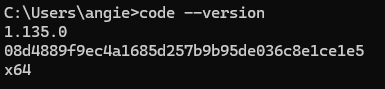 C:\Users\angie>code --version
1.135.0
08d4889f9ec4a1685d257b9b95de036c8e1ce1e5
x64